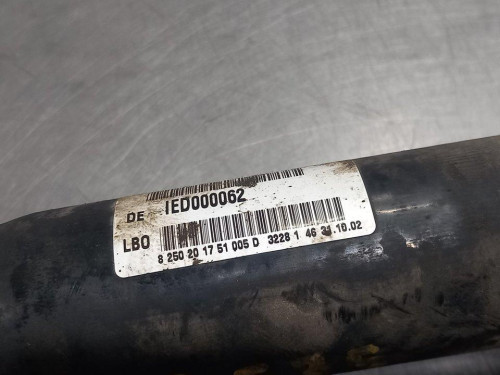 DE IED000062
LBO
8 250 20 17 51 005 D 3228 1 46 31.10.02